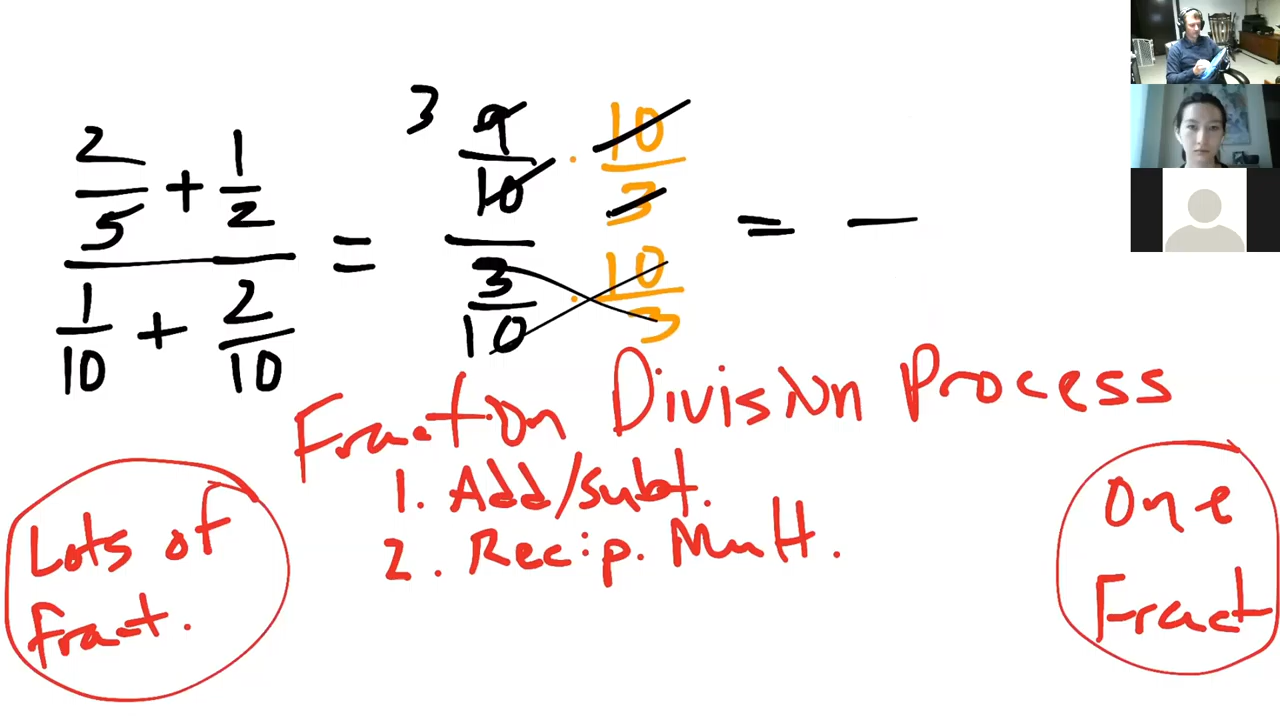 2/5 + 1/2 = 3 9/10 · 10/3 = —
1/10 + 2/10 3/10 · 10/3
Fraction Division Process
1. Add/subt.
2. Recip. Mult.
Lots of
fract.
One
Fract